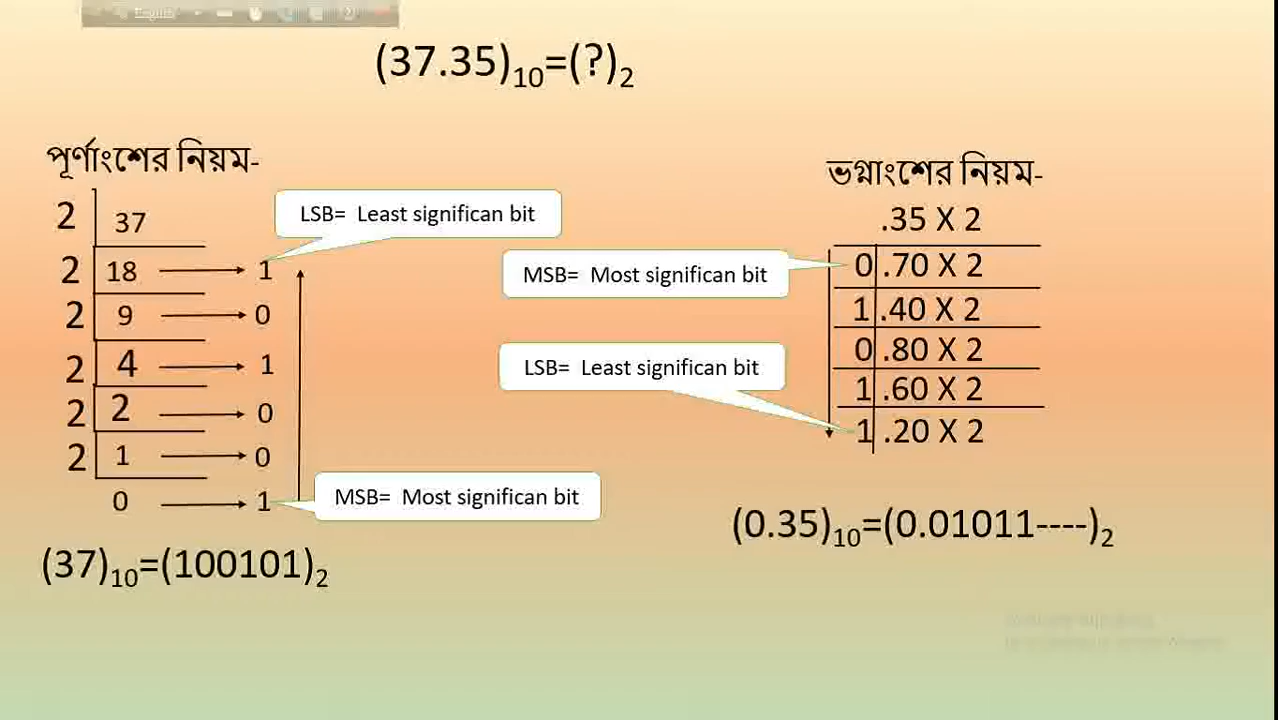 English
(37.35)10=(?)2
পূর্ণাংশের নিয়ম-
2 37
2 18 → 1
2 9 → 0
2 4 → 1
2 2 → 0
2 1 → 0
0 → 1
LSB= Least significan bit
MSB= Most significan bit
(37)10=(100101)2
ভগ্নাংশের নিয়ম-
.35 X 2
0 .70 X 2
1 .40 X 2
0 .80 X 2
1 .60 X 2
1 .20 X 2
MSB= Most significan bit
LSB= Least significan bit
(0.35)10=(0.01011----)2